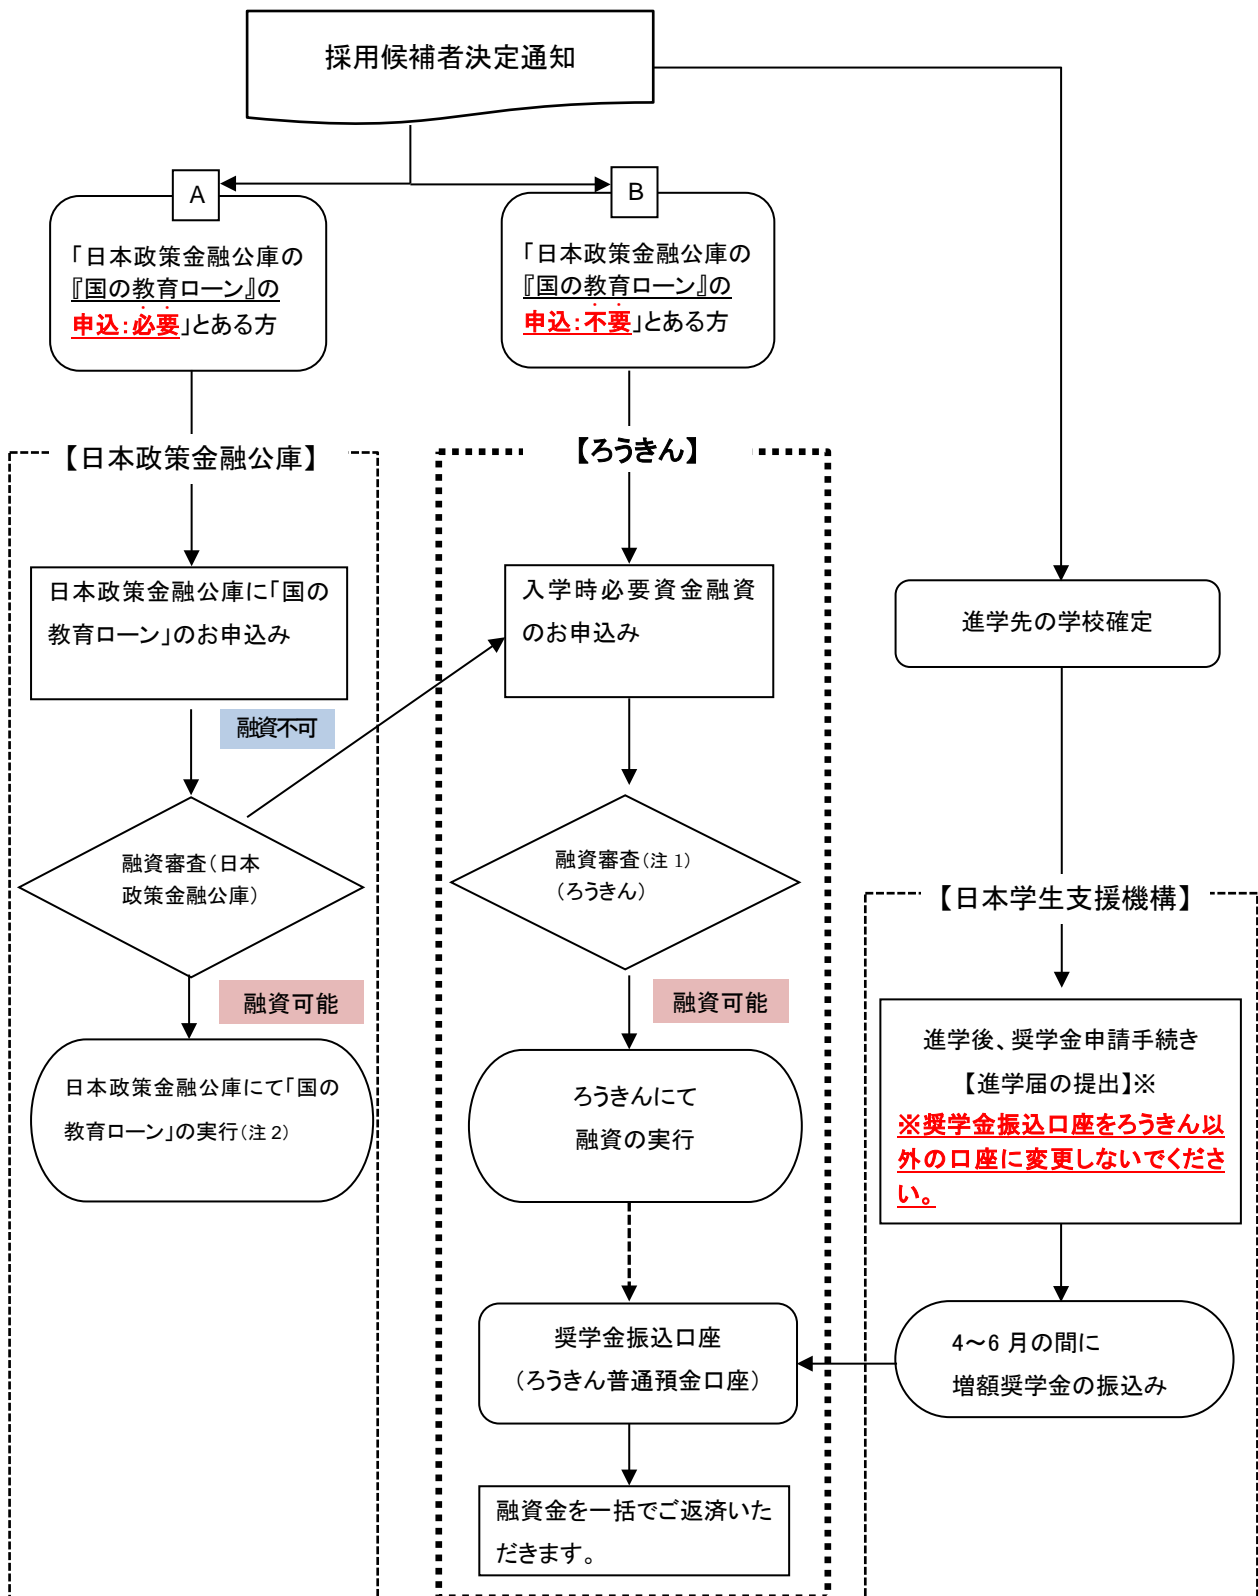 採用候補者決定通知
A
「日本政策金融公庫の
『国の教育ローン』の
申込：必要」とある方
B
「日本政策金融公庫の
『国の教育ローン』の
申込：不要」とある方
【日本政策金融公庫】
日本政策金融公庫に「国の
教育ローン」のお申込み
融資不可
融資審査（日本
政策金融公庫）
融資可能
日本政策金融公庫にて「国の
教育ローン」の実行（注 2）
【ろうきん】
入学時必要資金融資
のお申込み
融資審査（注 1）
（ろうきん）
融資可能
ろうきんにて
融資の実行
奨学金振込口座
（ろうきん普通預金口座）
融資金を一括でご返済いた
だきます。
進学先の学校確定
【日本学生支援機構】
進学後、奨学金申請手続き
【進学届の提出】※
※奨学金振込口座をろうきん以
外の口座に変更しないでくださ
い。
4～6 月の間に
増額奨学金の振込み